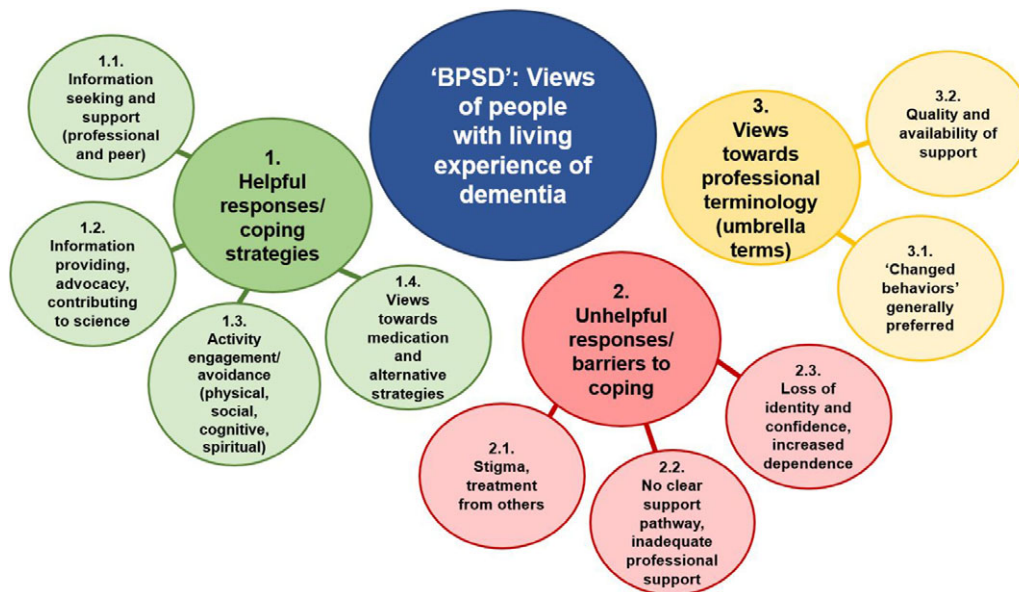 ‘BPSD’: Views
of people
with living
experience of
dementia
1.
Helpful
responses/
coping
strategies
1.1.
Information
seeking and
support
(professional
and peer)
1.2.
Information
providing,
advocacy,
contributing
to science
1.3.
Activity
engagement/
avoidance
(physical,
social,
cognitive,
spiritual)
1.4.
Views
towards
medication
and
alternative
strategies
2.
Unhelpful
responses/
barriers to
coping
2.1.
Stigma,
treatment
from others
2.2.
No clear
support
pathway,
inadequate
professional
support
2.3.
Loss of
identity and
confidence,
increased
dependence
3.
Views
towards
professional
terminology
(umbrella
terms)
3.2.
Quality and
availability of
support
3.1.
‘Changed
behaviors’
generally
preferred